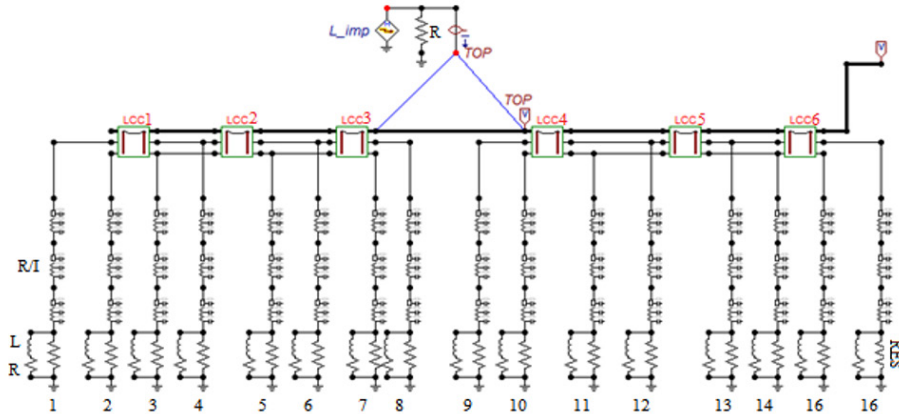 L_imp
R
I
TOP
V
TOP
V
LCC1 LCC2 LCC3 LCC4 LCC5 LCC6
R/I
L
R
RES
1 2 3 4 5 6 7 8 9 10 11 12 13 14 16 16